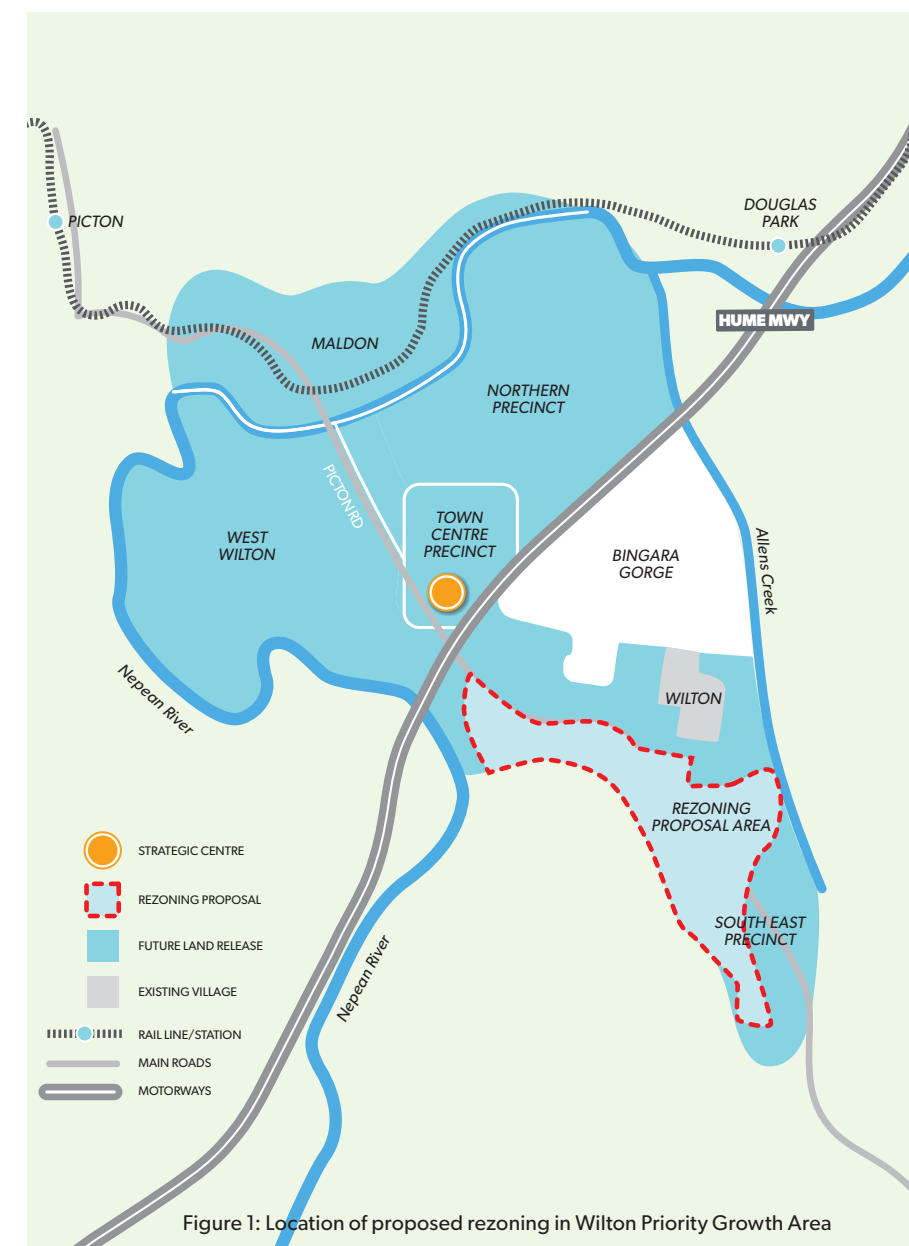 PICTON
DOUGLAS
PARK
HUME MWY
MALDON
NORTHERN
PRECINCT
PICTON RD
TOWN
CENTRE
PRECINCT
WEST
WILTON
BINGARA
GORGE
Allens Creek
Nepean River
WILTON
REZONING
PROPOSAL AREA
SOUTH EAST
PRECINCT
Nepean River
STRATEGIC CENTRE
REZONING PROPOSAL
FUTURE LAND RELEASE
EXISTING VILLAGE
RAIL LINE/STATION
MAIN ROADS
MOTORWAYS
Figure 1: Location of proposed rezoning in Wilton Priority Growth Area